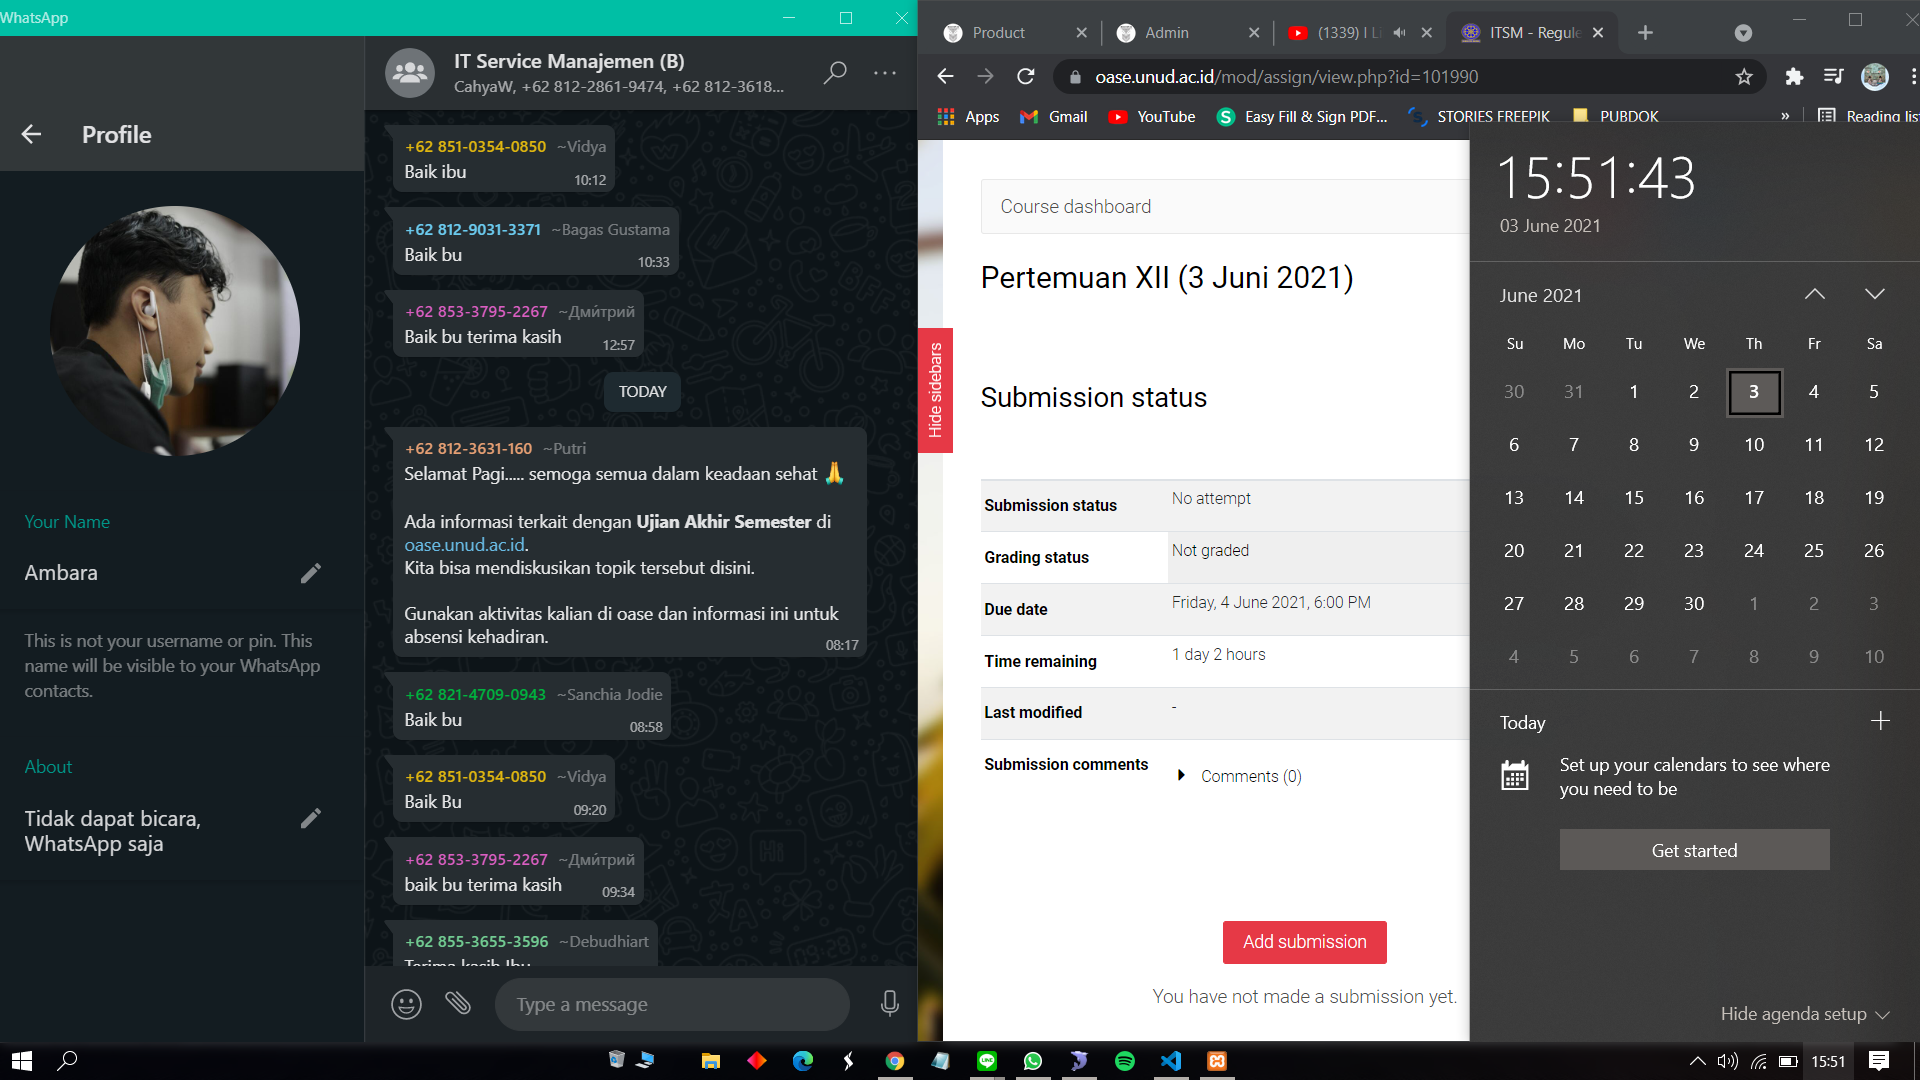 WhatsApp
Profile
Your Name
Ambara
This is not your username or pin. This
name will be visible to your WhatsApp
contacts.
About
Tidak dapat bicara,
WhatsApp saja
IT Service Manajemen (B)
CahyaW, +62 812-2861-9474, +62 812-3618...
+62 851-0354-0850 ~Vidya
Baik ibu
10:12
+62 812-9031-3371 ~Bagas Gustama
Baik bu
10:33
+62 853-3795-2267 ~Дми́трий
Baik bu terima kasih
12:57
TODAY
+62 812-3631-160 ~Putri
Selamat Pagi..... semoga semua dalam keadaan sehat 🙏
Ada informasi terkait dengan Ujian Akhir Semester di
oase.unud.ac.id.
Kita bisa mendiskusikan topik tersebut disini.
Gunakan aktivitas kalian di oase dan informasi ini untuk
absensi kehadiran.
08:17
+62 821-4709-0943 ~Sanchia Jodie
Baik bu
08:58
+62 851-0354-0850 ~Vidya
Baik Bu
09:20
+62 853-3795-2267 ~Дми́трий
baik bu terima kasih
09:34
+62 855-3655-3596 ~Debudhiart
Terima kasih Ibu
Type a message
Product
Admin
(1339) I Li
ITSM - Regule
oase.unud.ac.id/mod/assign/view.php?id=101990
Apps
Gmail
YouTube
Easy Fill & Sign PDF...
STORIES FREEPIK
PUBDOK
»
Reading list
Hide sidebars
Course dashboard
Pertemuan XII (3 Juni 2021)
Submission status
Submission status No attempt
Grading status Not graded
Due date Friday, 4 June 2021, 6:00 PM
Time remaining 1 day 2 hours
Last modified -
Submission comments Comments (0)
Add submission
You have not made a submission yet.
15:51:43
03 June 2021
June 2021
Su Mo Tu We Th Fr Sa
30 31 1 2 3 4 5
6 7 8 9 10 11 12
13 14 15 16 17 18 19
20 21 22 23 24 25 26
27 28 29 30 1 2 3
4 5 6 7 8 9 10
Today
Set up your calendars to see where
you need to be
Get started
Hide agenda setup
15:51